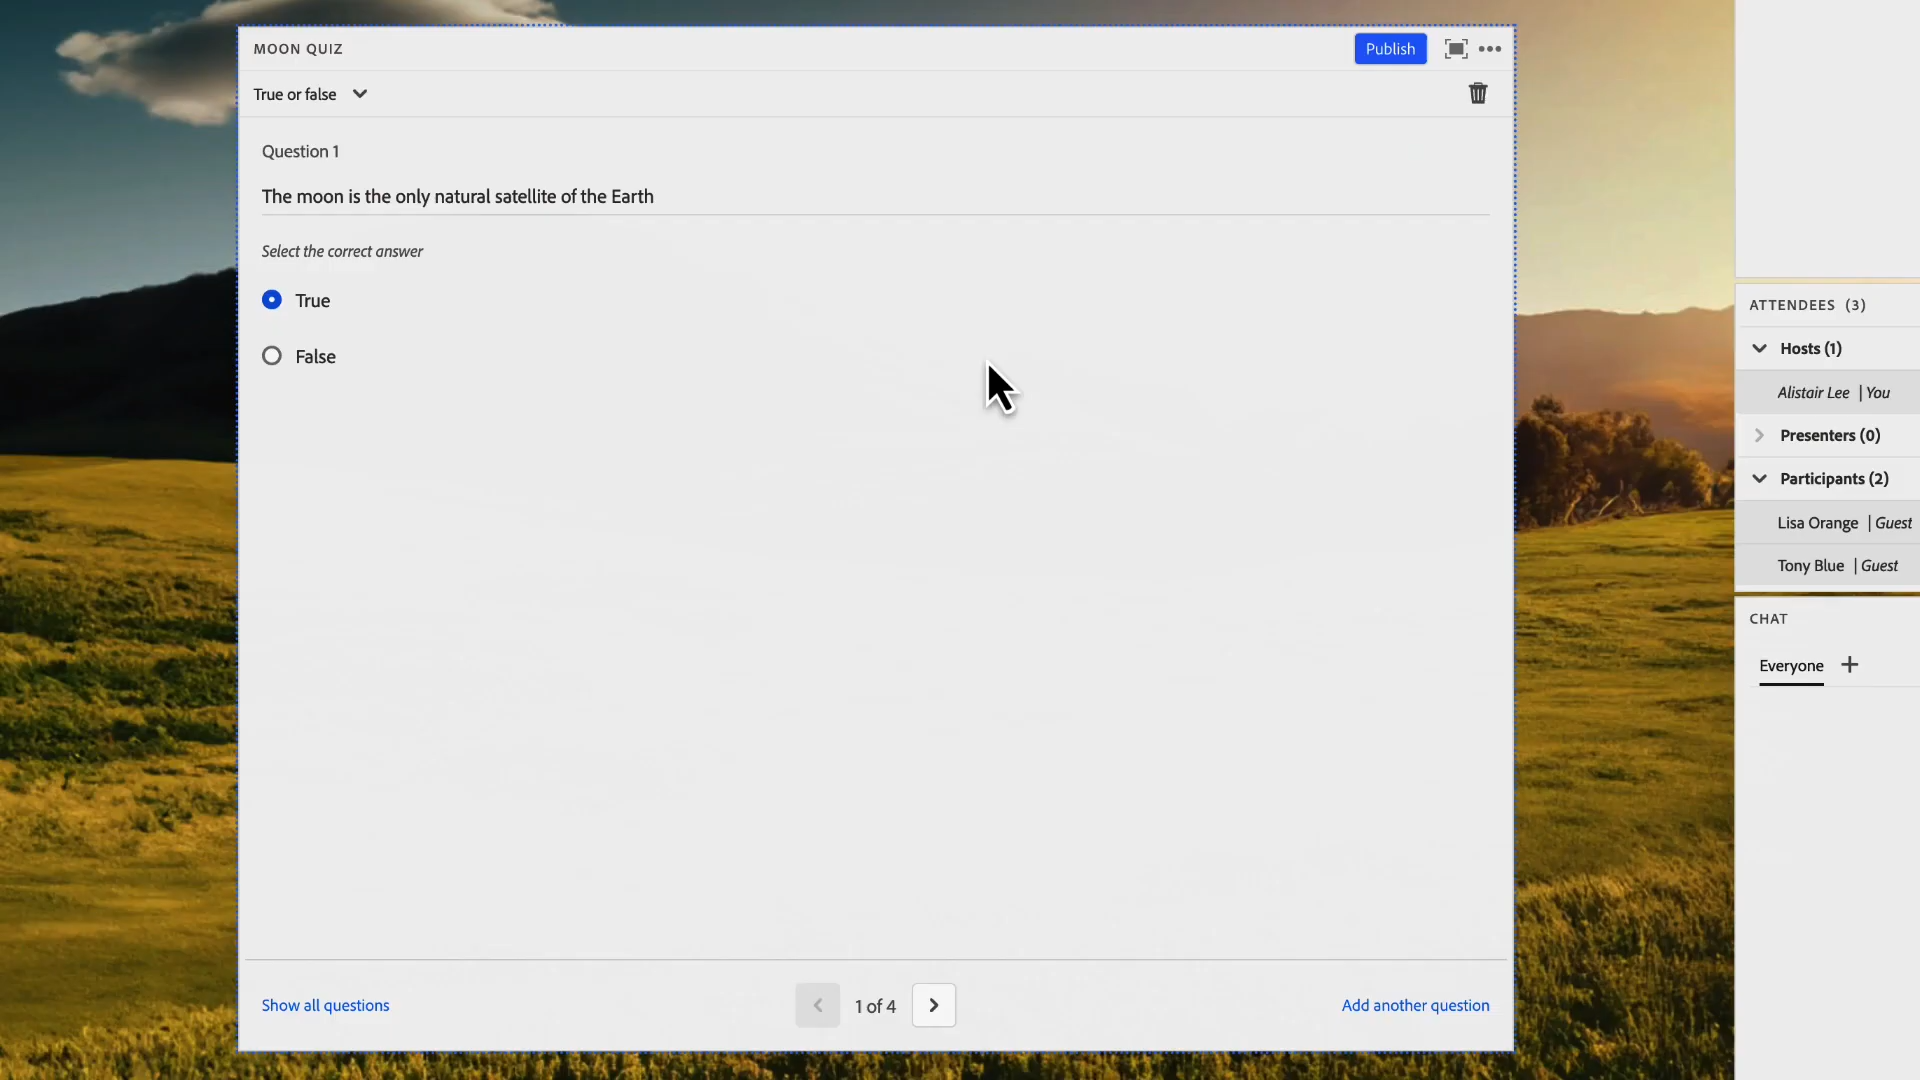 MOON QUIZ
Publish
True or false
Question 1
The moon is the only natural satellite of the Earth
Select the correct answer
True
False
Show all questions
1 of 4
Add another question
ATTENDEES (3)
Hosts (1)
Alistair Lee | You
Presenters (0)
Participants (2)
Lisa Orange | Guest
Tony Blue | Guest
CHAT
Everyone